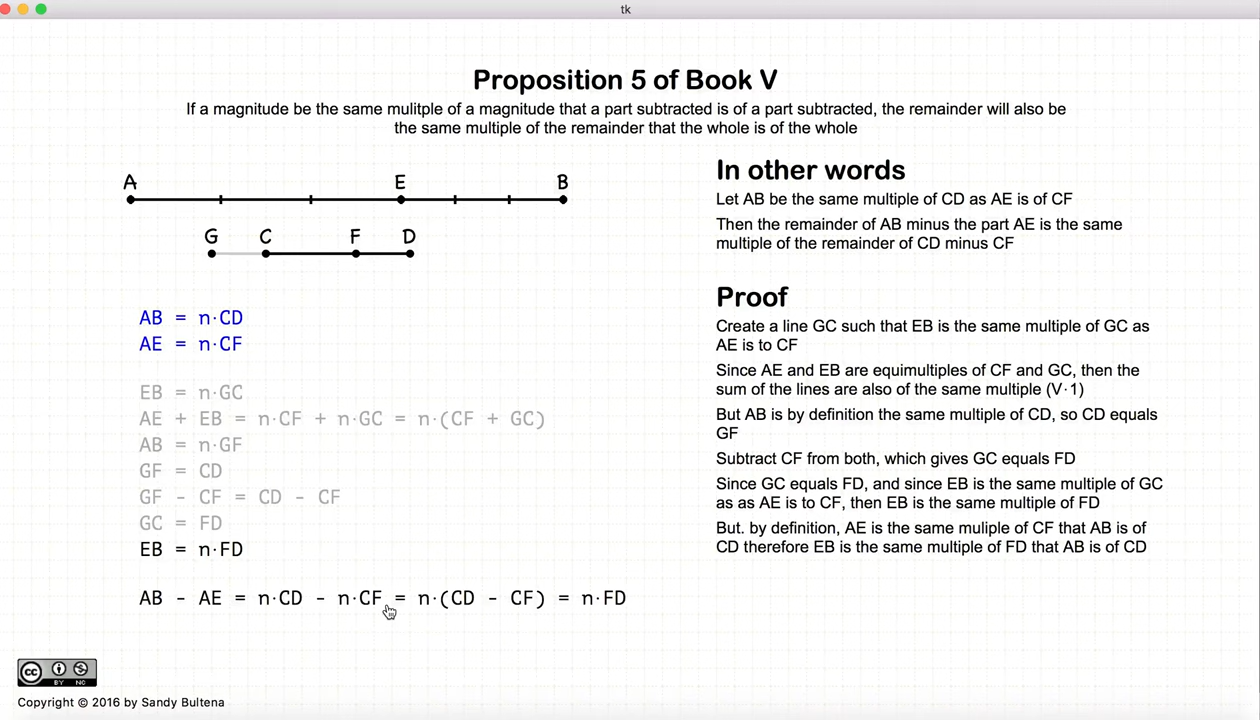 tk
Proposition 5 of Book V
If a magnitude be the same mulitple of a magnitude that a part subtracted is of a part subtracted, the remainder will also be
the same multiple of the remainder that the whole is of the whole
A E B
G C F D
AB = n·CD
AE = n·CF
EB = n·GC
AE + EB = n·CF + n·GC = n·(CF + GC)
AB = n·GF
GF = CD
GF - CF = CD - CF
GC = FD
EB = n·FD
AB - AE = n·CD - n·CF = n·(CD - CF) = n·FD
In other words
Let AB be the same multiple of CD as AE is of CF
Then the remainder of AB minus the part AE is the same
multiple of the remainder of CD minus CF
Proof
Create a line GC such that EB is the same multiple of GC as
AE is to CF
Since AE and EB are equimultiples of CF and GC, then the
sum of the lines are also of the same multiple (V·1)
But AB is by definition the same multiple of CD, so CD equals
GF
Subtract CF from both, which gives GC equals FD
Since GC equals FD, and since EB is the same multiple of GC
as as AE is to CF, then EB is the same multiple of FD
But. by definition, AE is the same muliple of CF that AB is of
CD therefore EB is the same multiple of FD that AB is of CD
cc
BY NC
Copyright © 2016 by Sandy Bultena